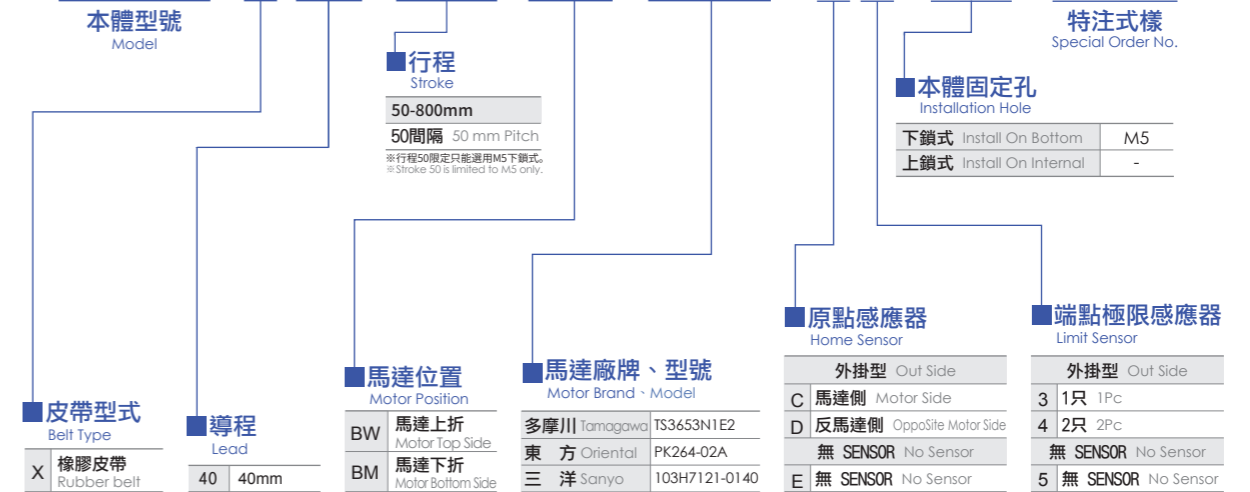 本體型號
Model
特注式樣
Special Order No.
■行程
Stroke
50-800mm
50間隔 50 mm Pitch
※行程50限定只能選用M5下鎖式。
※Stroke 50 is limited to M5 only.
■本體固定孔
Installation Hole
下鎖式 Install On Bottom M5
上鎖式 Install On Internal -
■皮帶型式
Belt Type
X 橡膠皮帶
Rubber belt
■導程
Lead
40 40mm
■馬達位置
Motor Position
BW 馬達上折
Motor Top Side
BM 馬達下折
Motor Bottom Side
■馬達廠牌、型號
Motor Brand、Model
多摩川 Tamagawa TS3653N1E2
東 方 Oriental PK264-02A
三 洋 Sanyo 103H7121-0140
■原點感應器
Home Sensor
外掛型 Out Side
C 馬達側 Motor Side
D 反馬達側 OppoSite Motor Side
無 SENSOR No Sensor
E 無 SENSOR No Sensor
■端點極限感應器
Limit Sensor
外掛型 Out Side
3 1只 1Pc
4 2只 2Pc
無 SENSOR No Sensor
5 無 SENSOR No Sensor